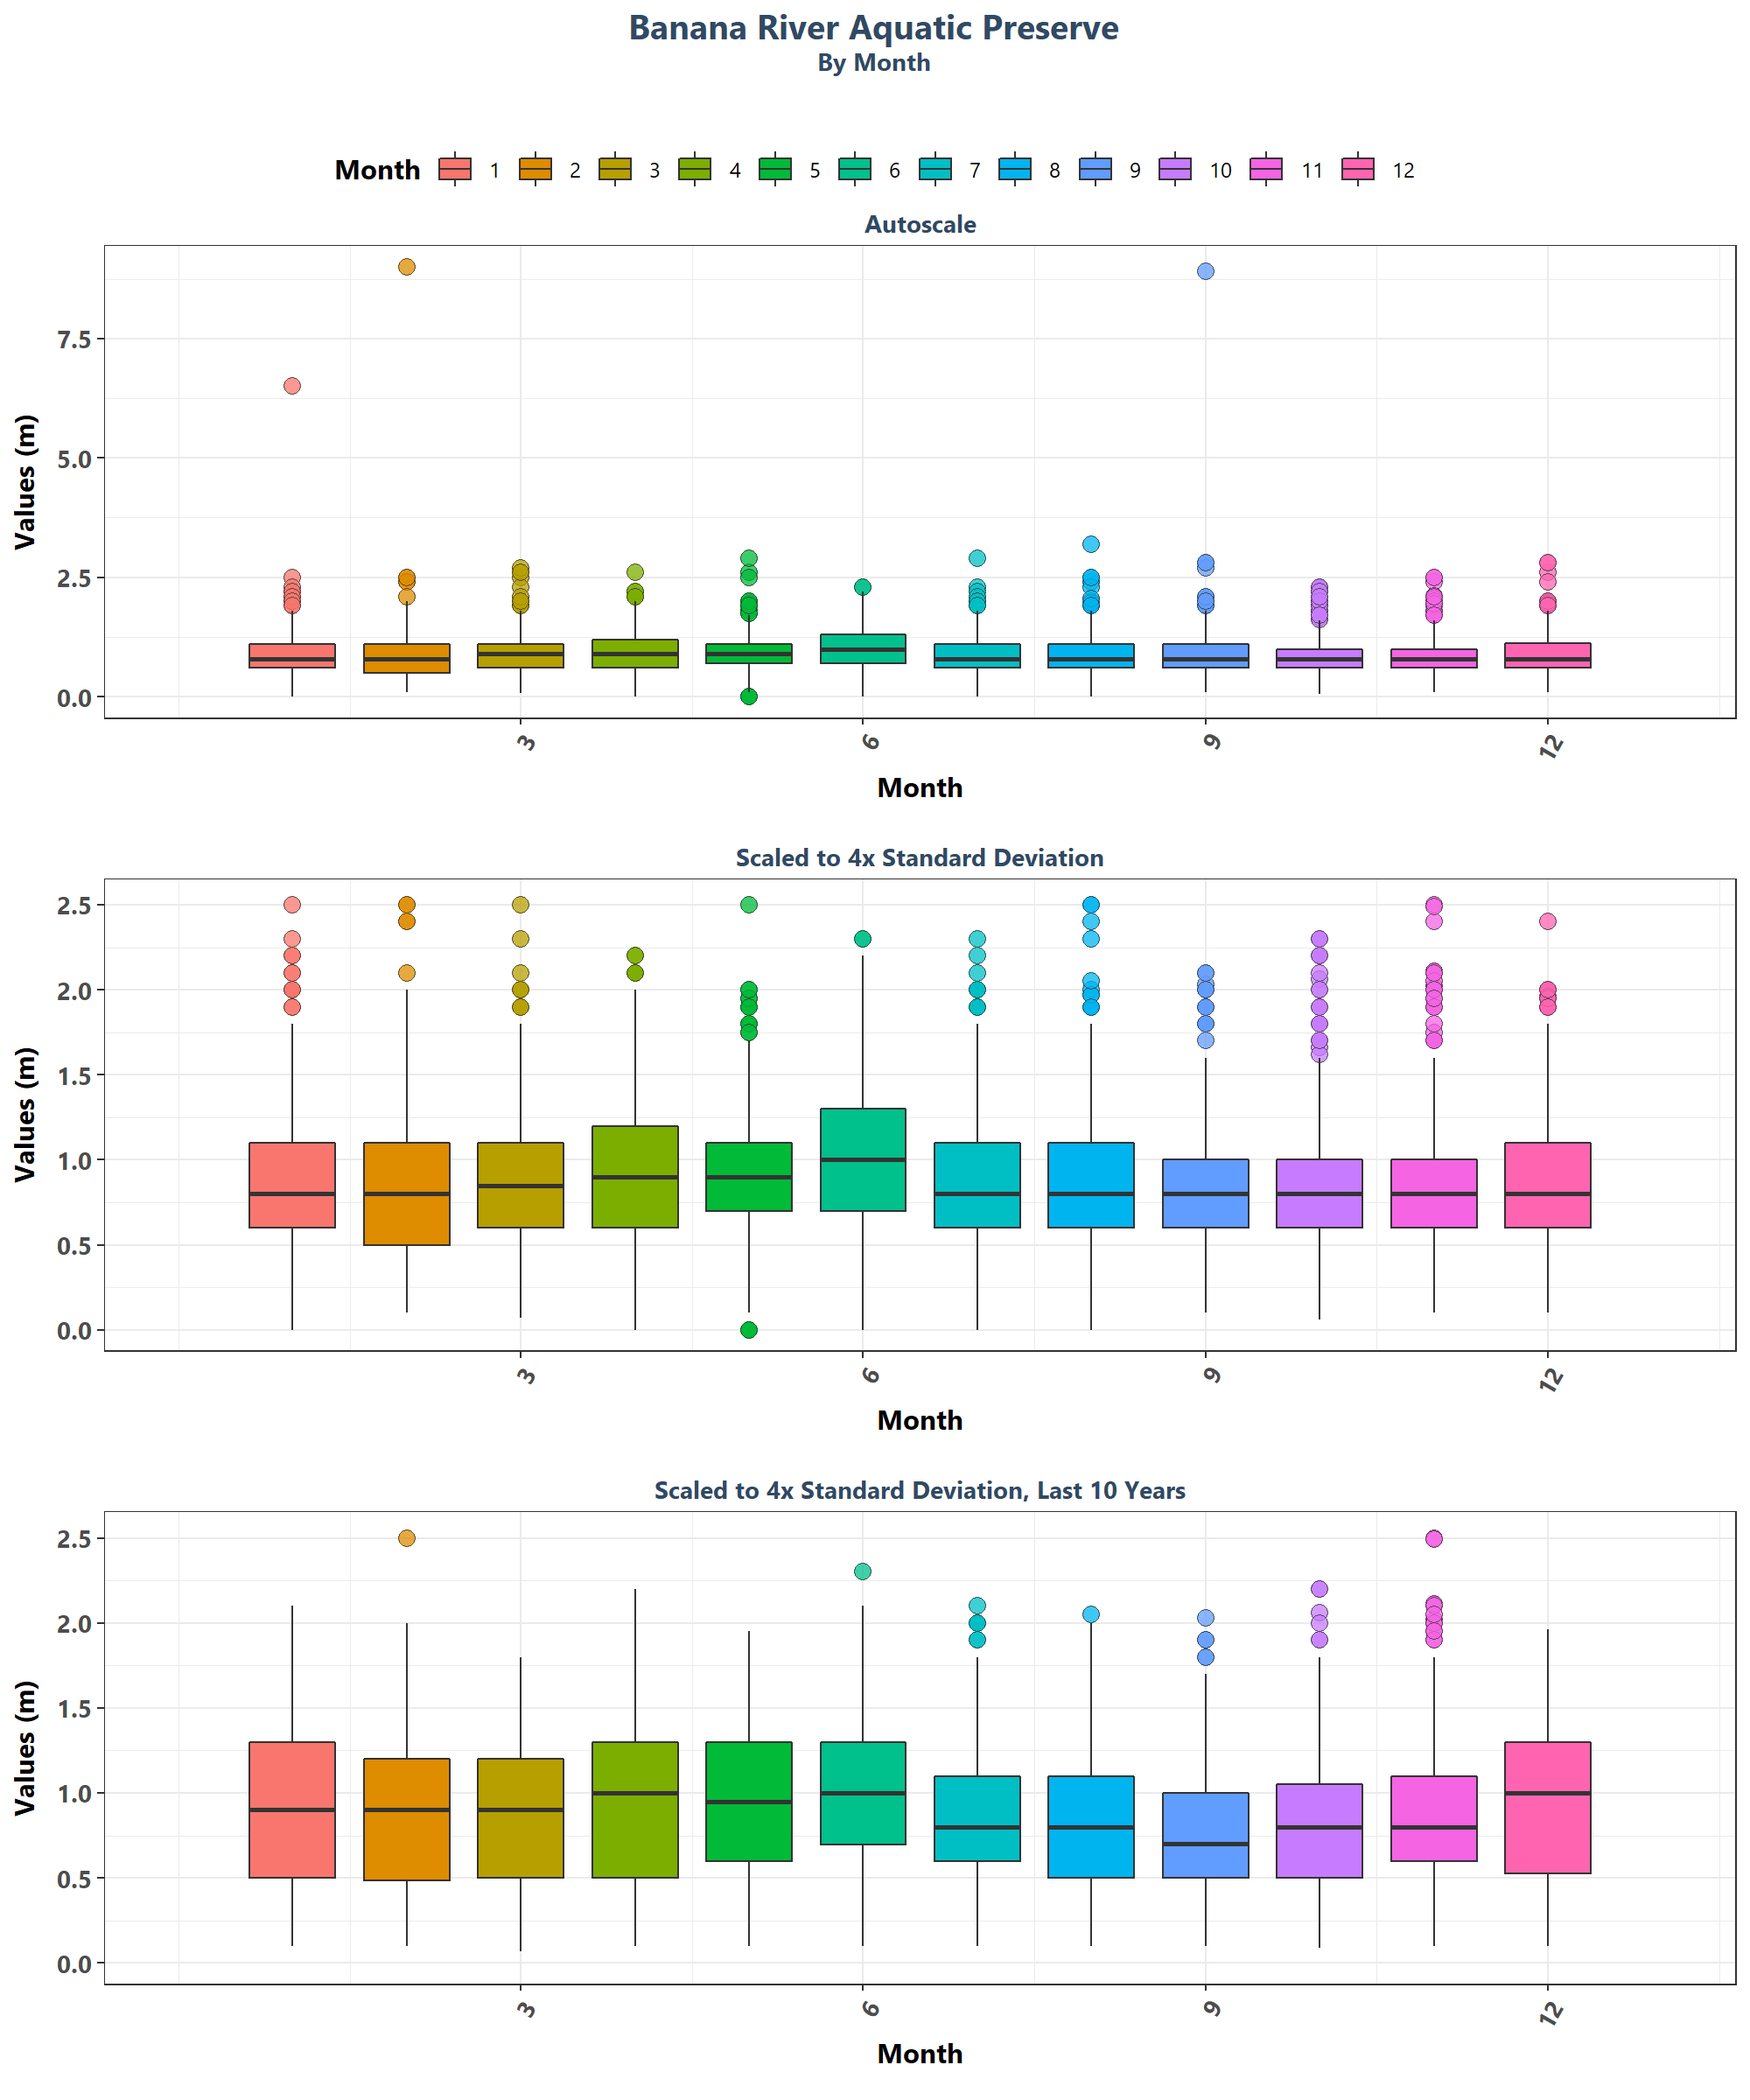 Banana River Aquatic Preserve
By Month
Month 1 2 3 4 5 6 7 8 9 10 11 12
Autoscale
Values (m)
7.5
5.0
2.5
0.0
3 6 9 12
Month
Scaled to 4x Standard Deviation
Values (m)
2.5
2.0
1.5
1.0
0.5
0.0
3 6 9 12
Month
Scaled to 4x Standard Deviation, Last 10 Years
Values (m)
2.5
2.0
1.5
1.0
0.5
0.0
3 6 9 12
Month